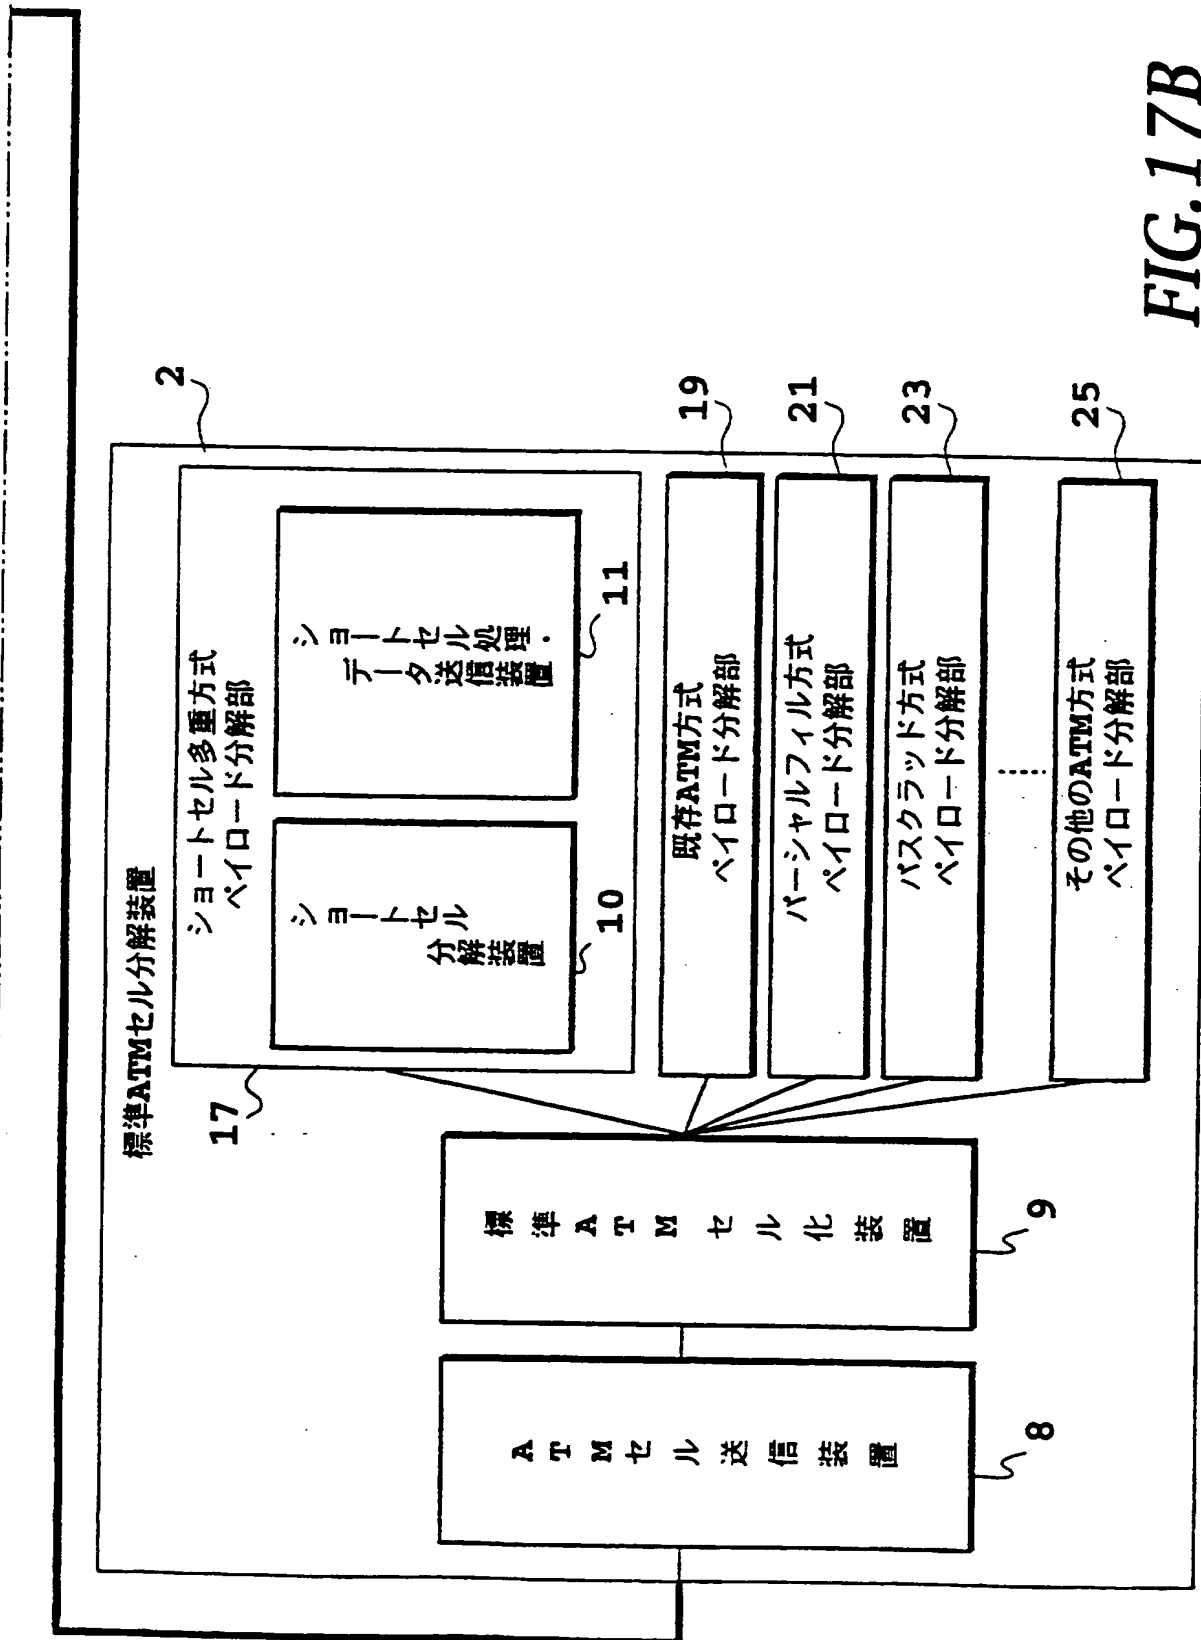 標準ATMセル分解装置
2
ショートセル多重方式
ペイロード分解部
17
ショートセル
分解装置
10
ショートセル処理・
データ送信装置
11
既存ATM方式
ペイロード分解部
19
パーシャルフィル方式
ペイロード分解部
21
パスクラッド方式
ペイロード分解部
23
その他のATM方式
ペイロード分解部
25
標準ATMセル化装置
9
ATMセル送信装置
8
FIG.17B